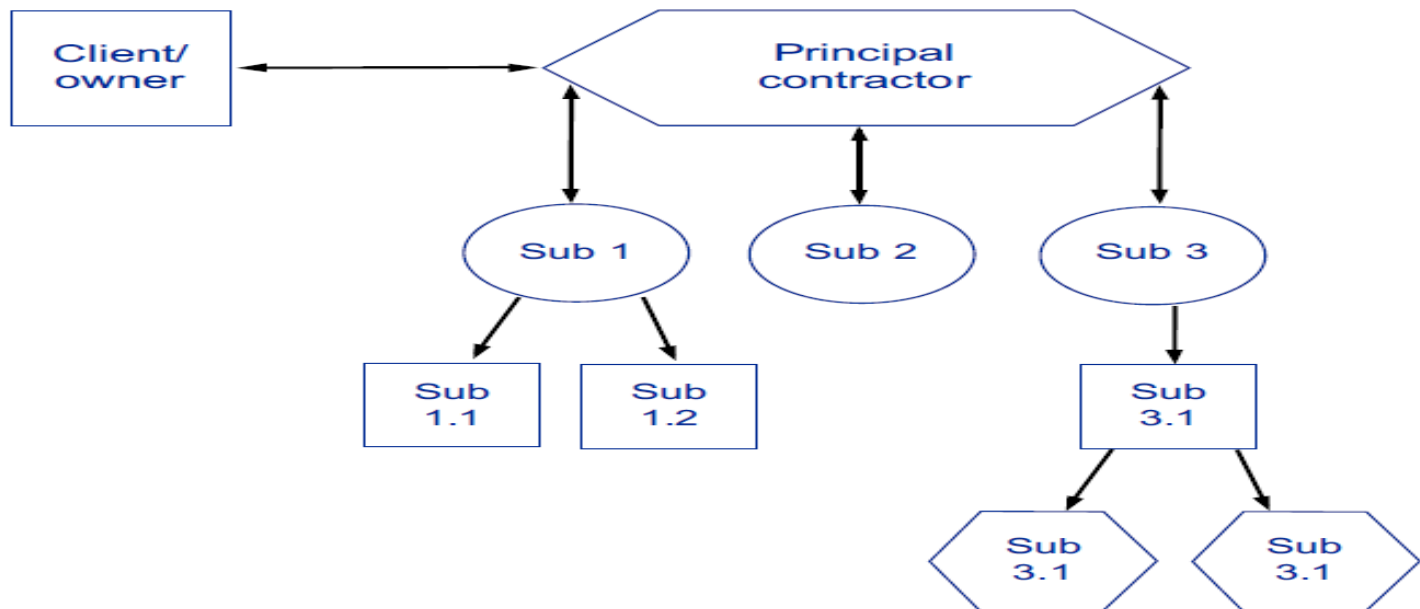 Client/
owner
Principal
contractor
Sub 1
Sub 2
Sub 3
Sub
1.1
Sub
1.2
Sub
3.1
Sub
3.1
Sub
3.1